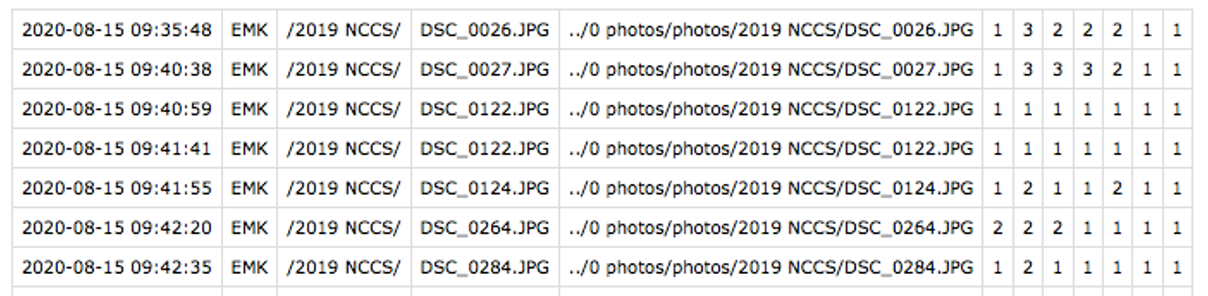 2020-08-15 09:35:48 EMK /2019 NCCS/ DSC_0026.JPG ../0 photos/photos/2019 NCCS/DSC_0026.JPG 1 3 2 2 2 1 1
2020-08-15 09:40:38 EMK /2019 NCCS/ DSC_0027.JPG ../0 photos/photos/2019 NCCS/DSC_0027.JPG 1 3 3 3 2 1 1
2020-08-15 09:40:59 EMK /2019 NCCS/ DSC_0122.JPG ../0 photos/photos/2019 NCCS/DSC_0122.JPG 1 1 1 1 1 1 1
2020-08-15 09:41:41 EMK /2019 NCCS/ DSC_0122.JPG ../0 photos/photos/2019 NCCS/DSC_0122.JPG 1 1 1 1 1 1 1
2020-08-15 09:41:55 EMK /2019 NCCS/ DSC_0124.JPG ../0 photos/photos/2019 NCCS/DSC_0124.JPG 1 2 1 1 2 1 1
2020-08-15 09:42:20 EMK /2019 NCCS/ DSC_0264.JPG ../0 photos/photos/2019 NCCS/DSC_0264.JPG 2 2 2 1 1 1 1
2020-08-15 09:42:35 EMK /2019 NCCS/ DSC_0284.JPG ../0 photos/photos/2019 NCCS/DSC_0284.JPG 1 2 1 1 1 1 1